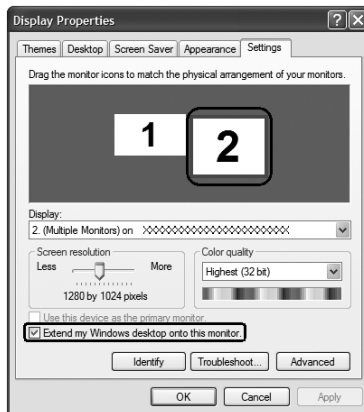 Display Properties
Themes Desktop Screen Saver Appearance Settings
Drag the monitor icons to match the physical arrangement of your monitors.
1 2
Display:
2. (Multiple Monitors) on XXXXXXXXXXXXXXXXXXXXXXXX
Screen resolution Color quality
Less More Highest (32 bit)
1280 by 1024 pixels
Use this device as the primary monitor.
Extend my Windows desktop onto this monitor.
Identify Troubleshoot... Advanced
OK Cancel Apply